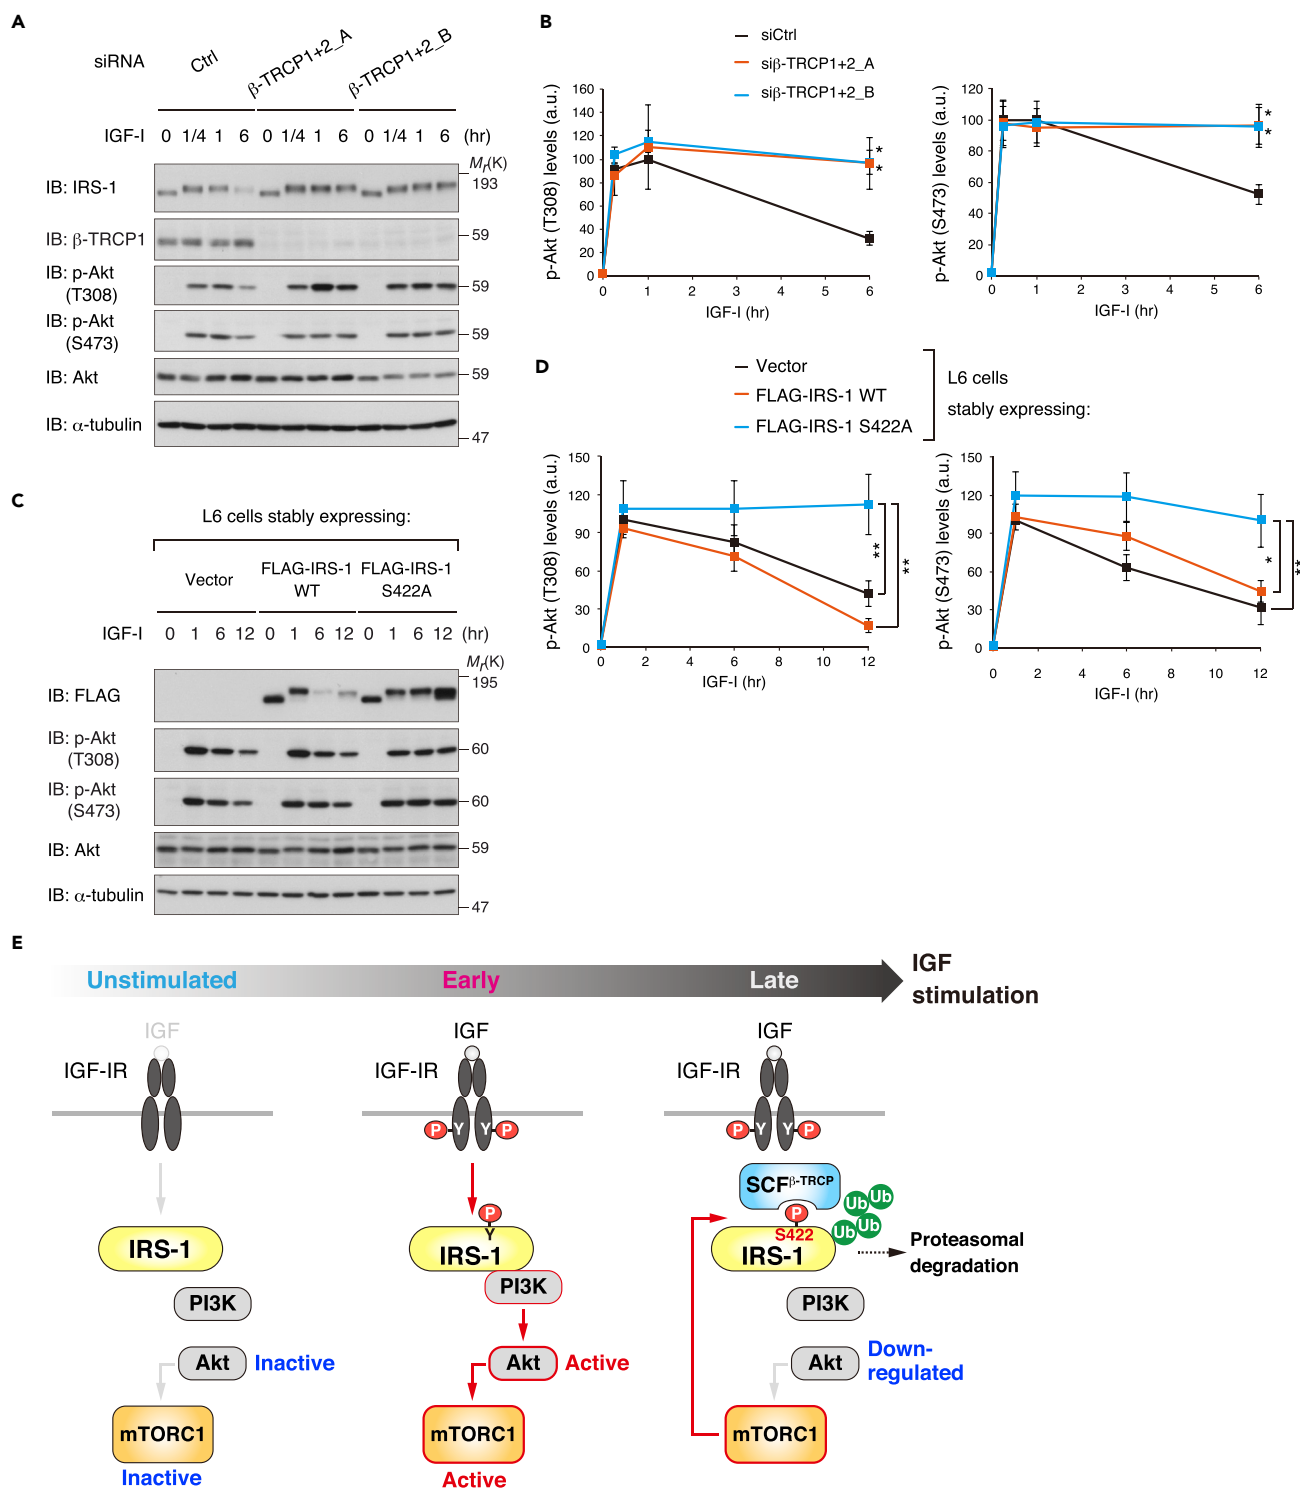 A
siRNA
Ctrl
β-TRCP1+2_A
β-TRCP1+2_B
IGF-I 0 1/4 1 6 0 1/4 1 6 0 1/4 1 6 (hr)
Mr(K)
IB: IRS-1
193
IB: β-TRCP1
59
IB: p-Akt
(T308)
59
IB: p-Akt
(S473)
59
IB: Akt
59
IB: α-tubulin
47
B
siCtrl
siβ-TRCP1+2_A
siβ-TRCP1+2_B
p-Akt (T308) levels (a.u.)
160
140
120
100
80
60
40
20
0
*
*
0 1 2 3 4 5 6
IGF-I (hr)
p-Akt (S473) levels (a.u.)
120
100
80
60
40
20
0
*
*
0 1 2 3 4 5 6
IGF-I (hr)
C
L6 cells stably expressing:
Vector
FLAG-IRS-1
WT
FLAG-IRS-1
S422A
IGF-I 0 1 6 12 0 1 6 12 0 1 6 12 (hr)
Mr(K)
IB: FLAG
195
IB: p-Akt
(T308)
60
IB: p-Akt
(S473)
60
IB: Akt
59
IB: α-tubulin
47
D
Vector
FLAG-IRS-1 WT
FLAG-IRS-1 S422A
L6 cells
stably expressing:
p-Akt (T308) levels (a.u.)
150
120
90
60
30
0
**
**
0 2 4 6 8 10 12
IGF-I (hr)
p-Akt (S473) levels (a.u.)
150
120
90
60
30
0
*
**
0 2 4 6 8 10 12
IGF-I (hr)
E
Unstimulated
Early
Late
IGF
stimulation
IGF
IGF-IR
IRS-1
PI3K
Akt
Inactive
mTORC1
Inactive
IGF
IGF-IR
P Y Y P
P
Y
IRS-1
PI3K
Akt
Active
mTORC1
Active
IGF
IGF-IR
P Y Y P
SCFβ-TRCP
P
S422
IRS-1
Ub Ub
Ub Ub
Proteasomal
degradation
PI3K
Akt
Down-
regulated
mTORC1